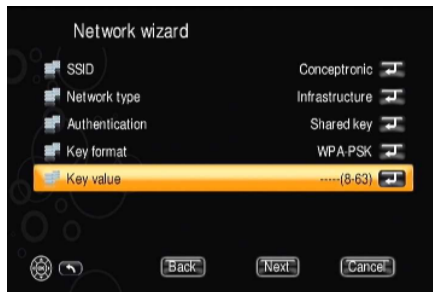 Network wizard
SSID Conceptronic
Network type Infrastructure
Authentication Shared key
Key format WPA-PSK
Key value -----(8-63)
Back Next Cancel